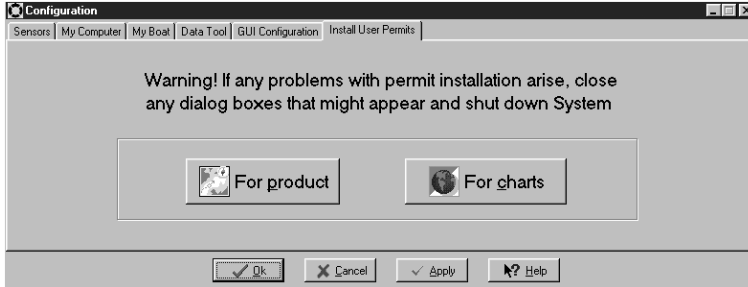 Configuration
Sensors My Computer My Boat Data Tool GUI Configuration Install User Permits
Warning! If any problems with permit installation arise, close
any dialog boxes that might appear and shut down System
For product For charts
Ok Cancel Apply Help